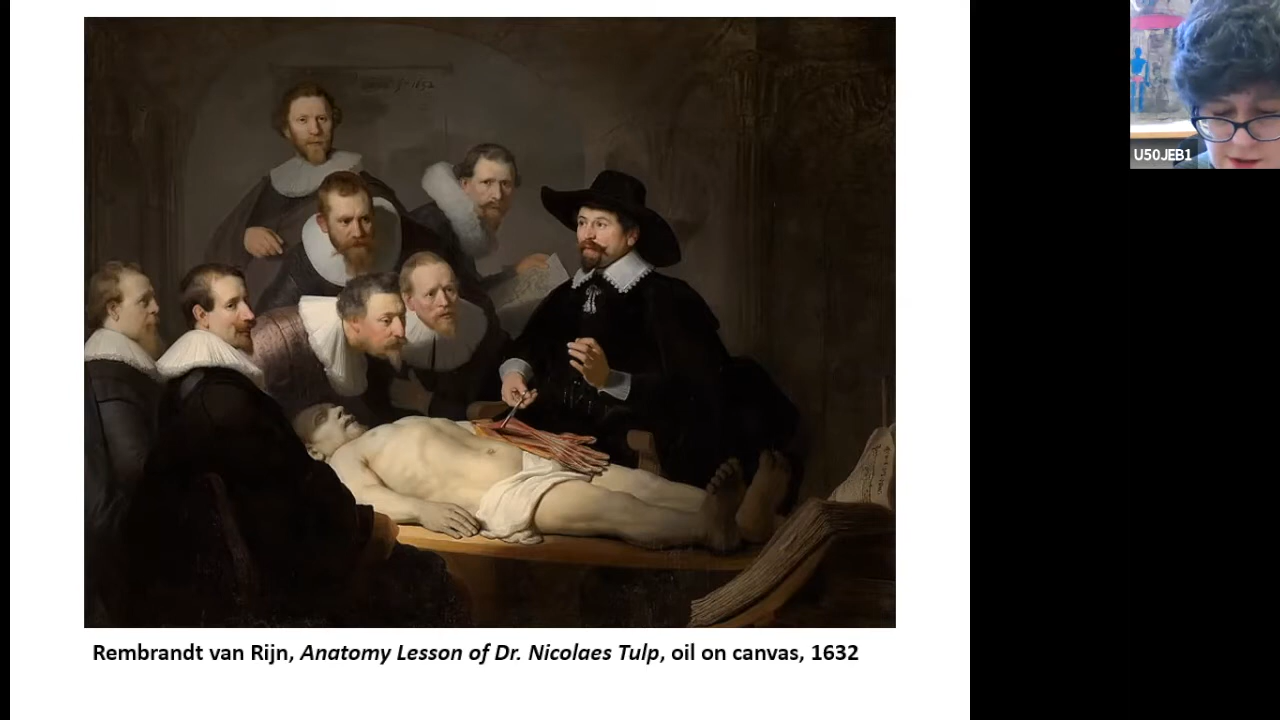 Rembrandt van Rijn, Anatomy Lesson of Dr. Nicolaes Tulp, oil on canvas, 1632
U50JEB1